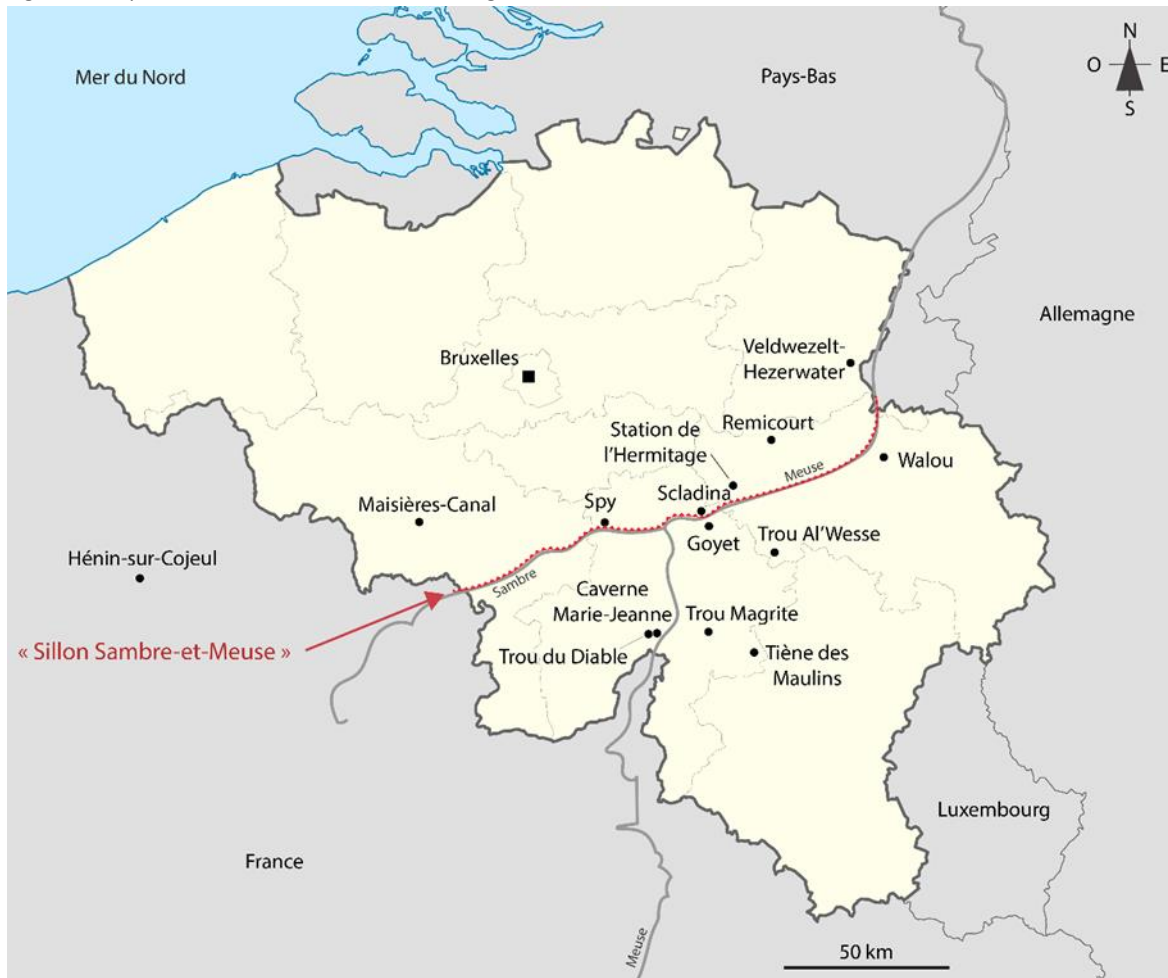 Mer du Nord
Pays-Bas
N
O
E
S
Allemagne
Bruxelles
Veldwezelt-
Hezerwater
Remicourt
Station de
l'Hermitage
Meuse
Walou
Maisières-Canal
Spy
Scladina
Goyet
Trou Al'Wesse
Hénin-sur-Cojeul
Sambre
Caverne
Marie-Jeanne
Trou Magrite
« Sillon Sambre-et-Meuse »
Trou du Diable
Tiène des
Maulins
Luxembourg
France
Meuse
50 km